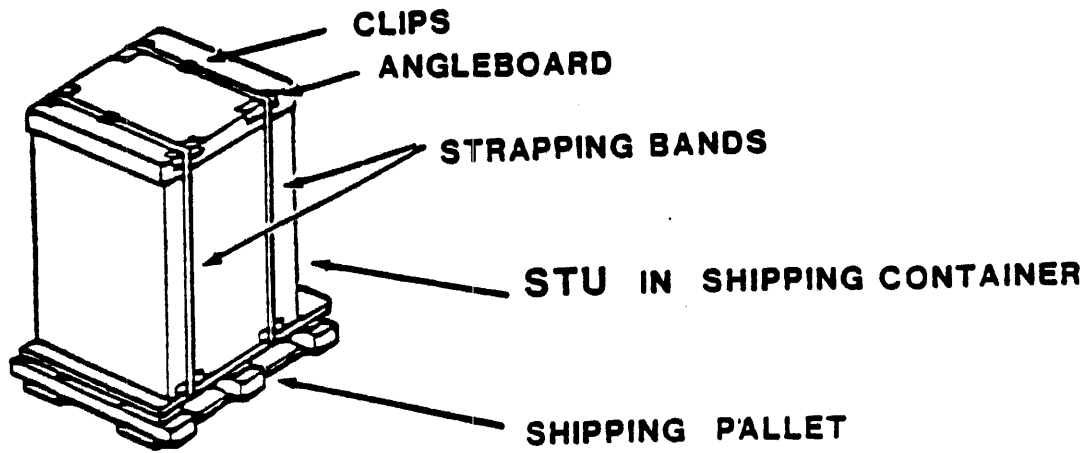 CLIPS
ANGLEBOARD
STRAPPING BANDS
STU IN SHIPPING CONTAINER
SHIPPING PALLET